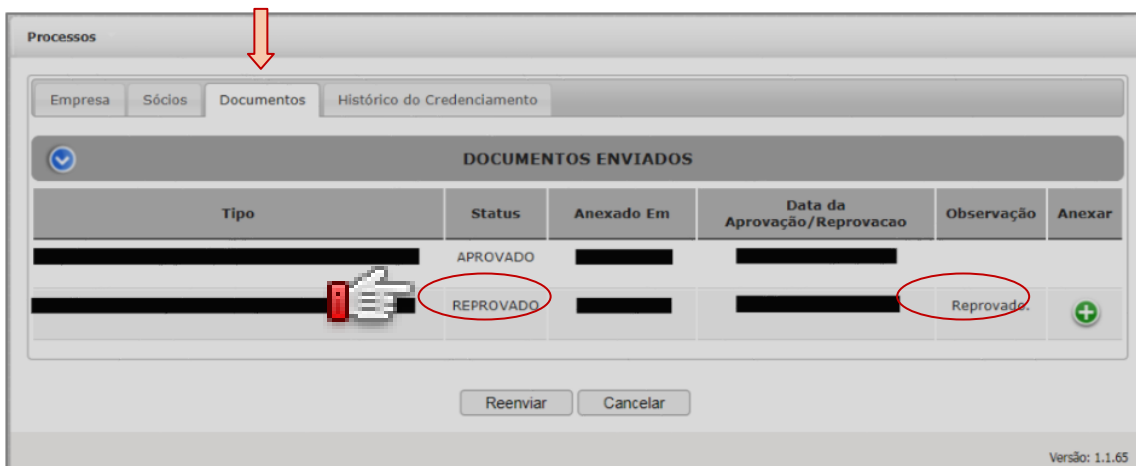 Processos
Empresa Sócios Documentos Histórico do Credenciamento
DOCUMENTOS ENVIADOS
Tipo Status Anexado Em Data da Aprovação/Reprovacao Observação Anexar
APROVADO
REPROVADO Reprovado.
Reenviar Cancelar
Versão: 1.1.65